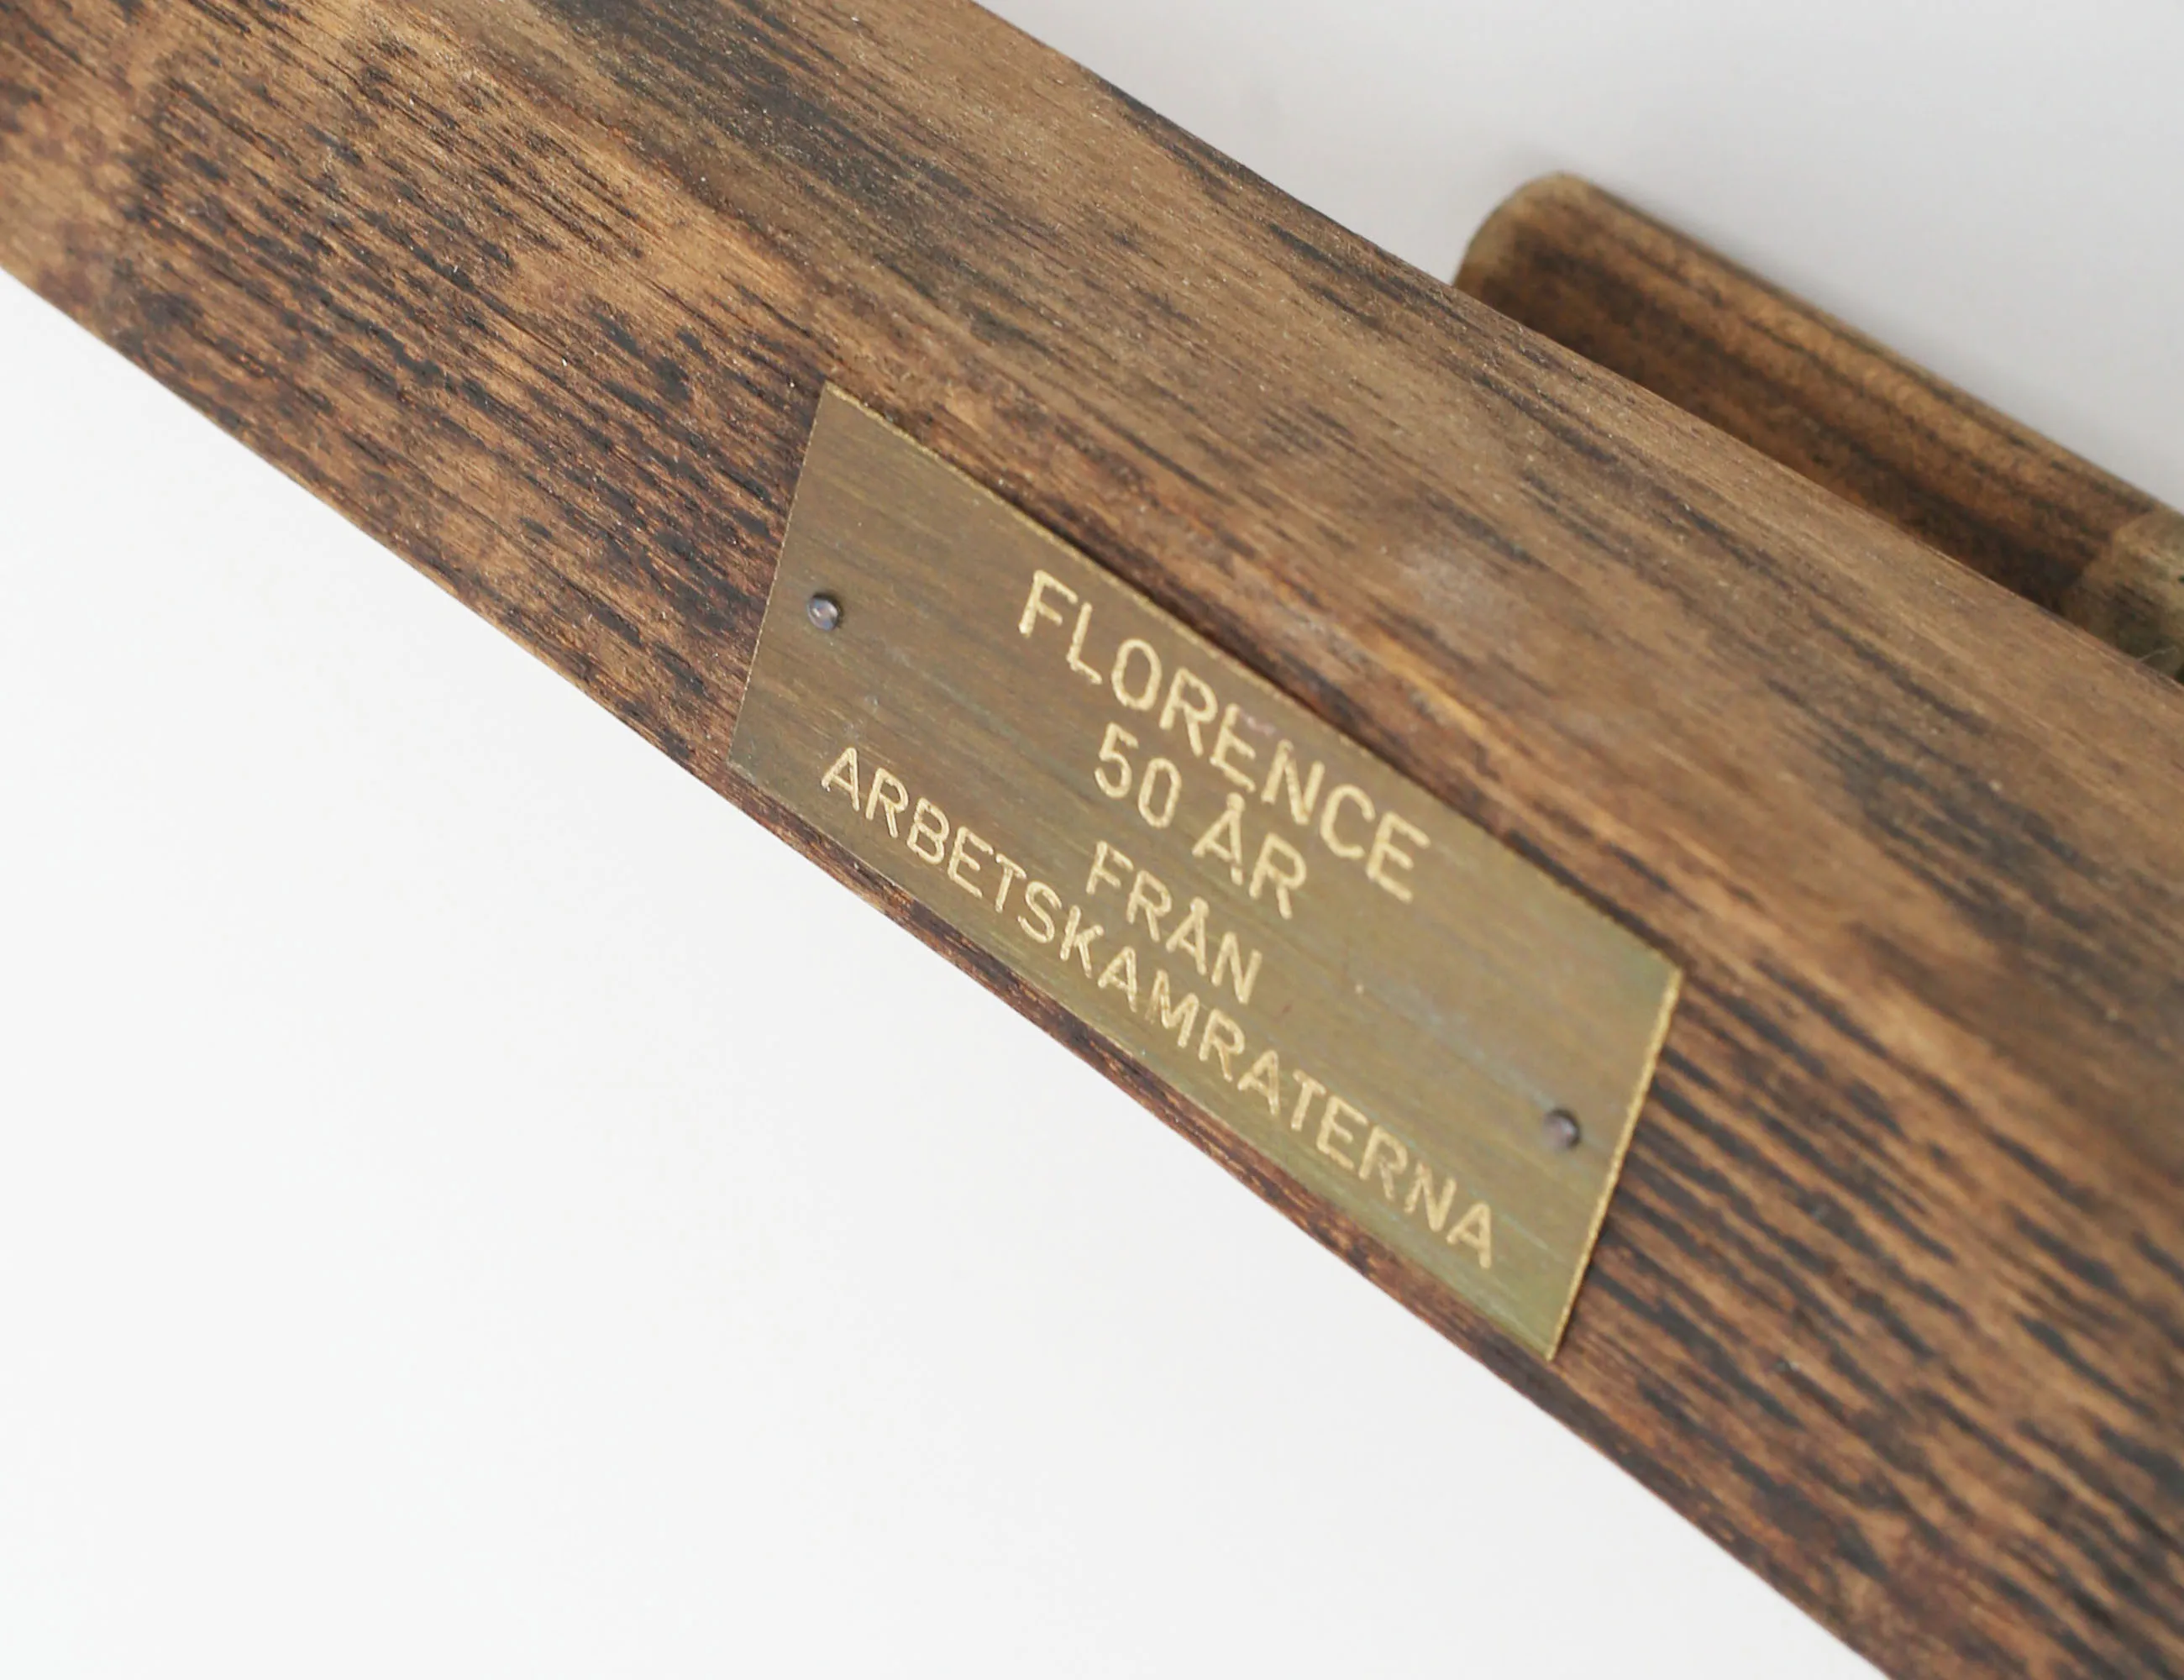 FLORENCE
50 ÅR
FRÅN
ARBETSKAMRATERNA